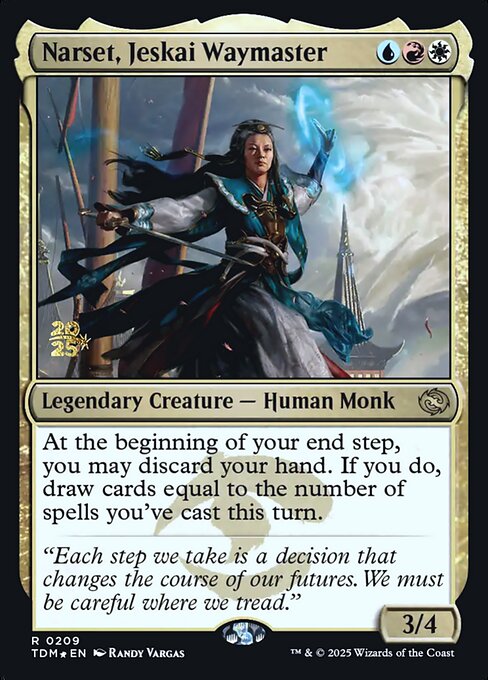 Narset, Jeskai Waymaster
2025
Legendary Creature — Human Monk
At the beginning of your end step,
you may discard your hand. If you do,
draw cards equal to the number of
spells you've cast this turn.
“Each step we take is a decision that
changes the course of our futures. We must
be careful where we tread.”
3/4
R 0209
TDM★EN RANDY VARGAS
™ & © 2025 Wizards of the Coast